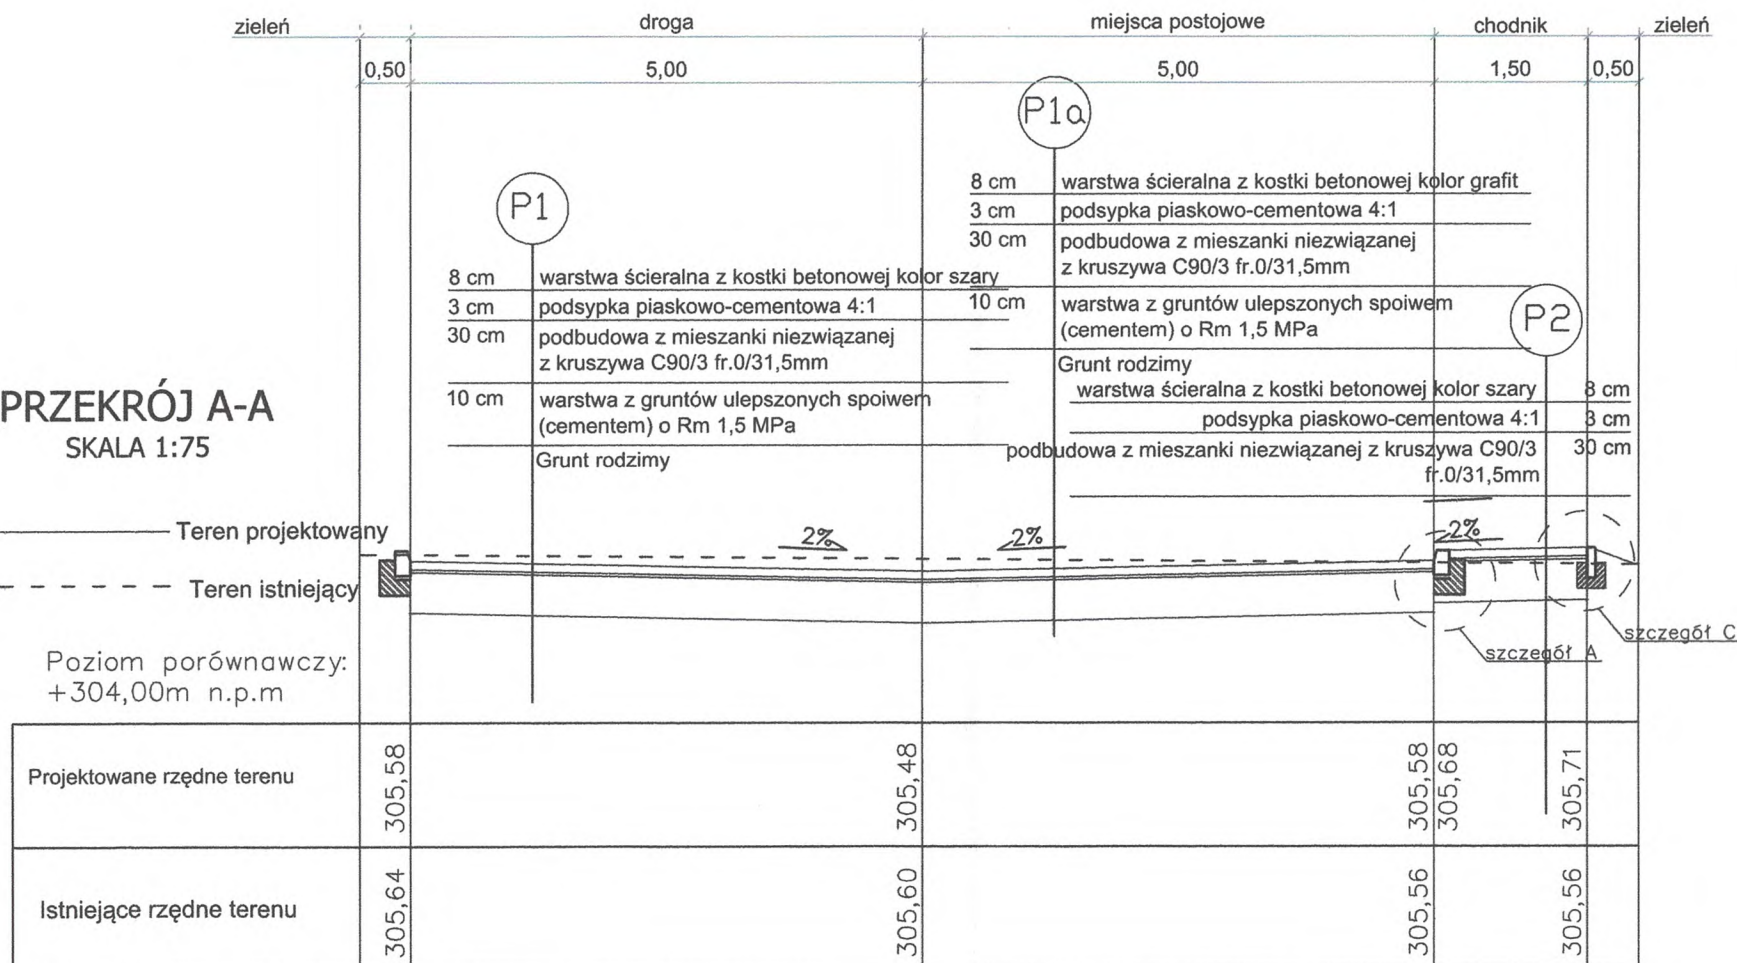 zieleń
droga
miejsca postojowe
chodnik
zieleń
0,50
5,00
5,00
1,50
0,50
P1a
8 cm warstwa ścieralna z kostki betonowej kolor grafit
3 cm podsypka piaskowo-cementowa 4:1
30 cm podbudowa z mieszanki niezwiązanej
z kruszywa C90/3 fr.0/31,5mm
10 cm warstwa z gruntów ulepszonych spoiwem
(cementem) o Rm 1,5 MPa
Grunt rodzimy
P1
8 cm warstwa ścieralna z kostki betonowej kolor szary
3 cm podsypka piaskowo-cementowa 4:1
30 cm podbudowa z mieszanki niezwiązanej
z kruszywa C90/3 fr.0/31,5mm
10 cm warstwa z gruntów ulepszonych spoiwem
(cementem) o Rm 1,5 MPa
Grunt rodzimy
P2
warstwa ścieralna z kostki betonowej kolor szary 8 cm
podsypka piaskowo-cementowa 4:1 3 cm
podbudowa z mieszanki niezwiązanej z kruszywa C90/3 30 cm
fr.0/31,5mm
PRZEKRÓJ A-A
SKALA 1:75
Teren projektowany
Teren istniejący
2%
2%
2%
szczegół A
szczegół C
Poziom porównawczy:
+304,00m n.p.m
Projektowane rzędne terenu
305,58
305,48
305,58
305,68
305,71
Istniejące rzędne terenu
305,64
305,60
305,56
305,56